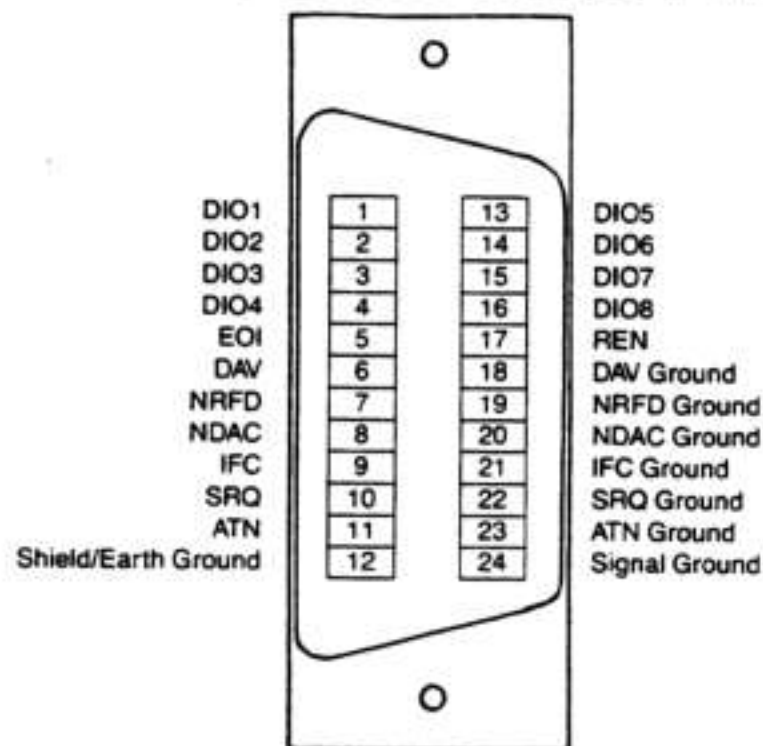 DIO1 1 13 DIO5
DIO2 2 14 DIO6
DIO3 3 15 DIO7
DIO4 4 16 DIO8
EOI 5 17 REN
DAV 6 18 DAV Ground
NRFD 7 19 NRFD Ground
NDAC 8 20 NDAC Ground
IFC 9 21 IFC Ground
SRQ 10 22 SRQ Ground
ATN 11 23 ATN Ground
Shield/Earth Ground 12 24 Signal Ground